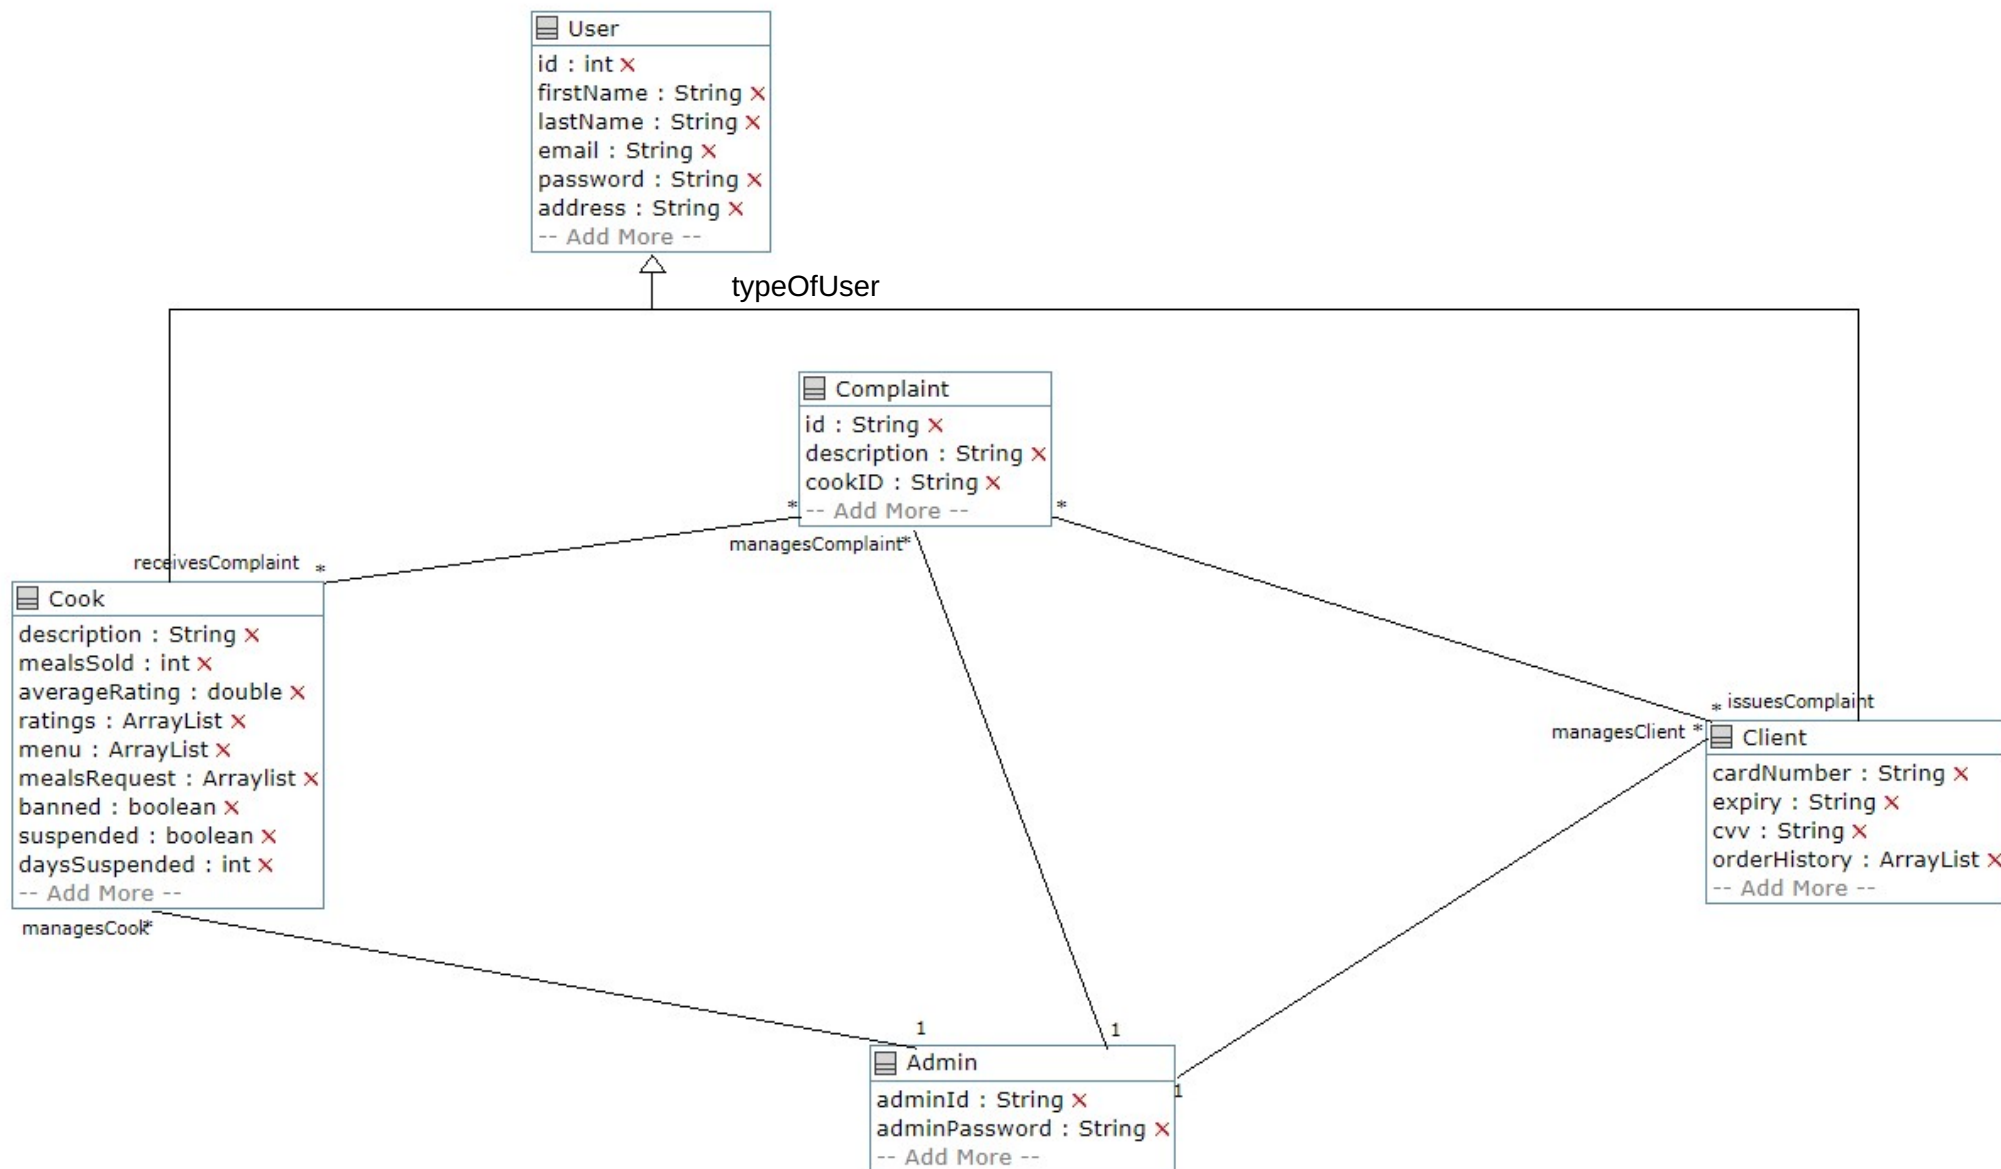 User
id : int
firstName : String
lastName : String
email : String
password : String
address : String
-- Add More --
typeOfUser
Complaint
id : String
description : String
cookID : String
-- Add More --
*
*
managesComplaint*
receivesComplaint *
Cook
description : String
mealsSold : int
averageRating : double
ratings : ArrayList
menu : ArrayList
mealsRequest : Arraylist
banned : boolean
suspended : boolean
daysSuspended : int
-- Add More --
managesCook*
* issuesComplaint
managesClient *
Client
cardNumber : String
expiry : String
cvv : String
orderHistory : ArrayList
-- Add More --
1
1
1
Admin
adminId : String
adminPassword : String
-- Add More --